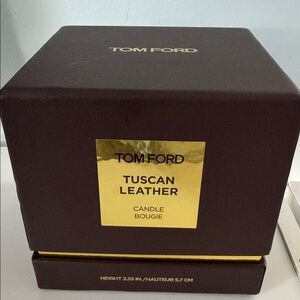 TOM FORD
TOM FORD
TUSCAN
LEATHER
CANDLE
BOUGIE
HEIGHT 2.25 IN./HAUTEUR 5.7 CM